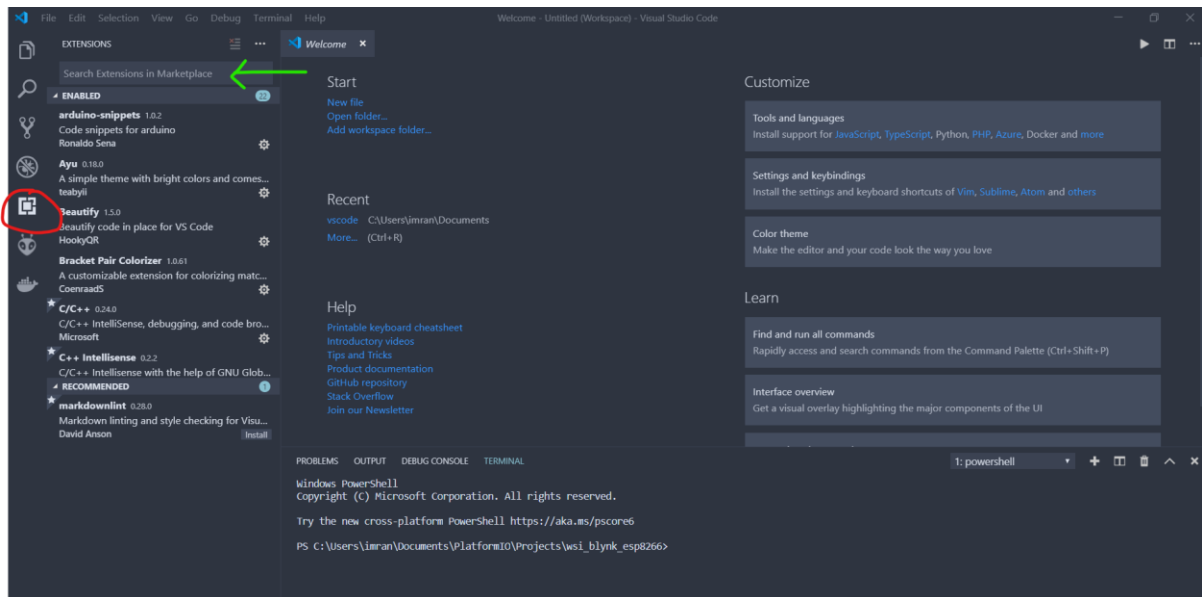 File Edit Selection View Go Debug Terminal Help
Welcome - Untitled (Workspace) - Visual Studio Code
EXTENSIONS
Search Extensions in Marketplace
ENABLED 22
arduino-snippets 1.0.2
Code snippets for arduino
Ronaldo Sena
Ayu 0.18.0
A simple theme with bright colors and comes...
teabyii
Beautify 1.5.0
Beautify code in place for VS Code
HookyQR
Bracket Pair Colorizer 1.0.61
A customizable extension for colorizing matc...
CoenraadS
C/C++ 0.24.0
C/C++ IntelliSense, debugging, and code bro...
Microsoft
C++ Intellisense 0.2.2
C/C++ Intellisense with the help of GNU Glob...
RECOMMENDED 1
markdownlint 0.28.0
Markdown linting and style checking for Visu...
David Anson Install
Welcome
Start
New file
Open folder...
Add workspace folder...
Recent
vscode C:\Users\imran\Documents
More... (Ctrl+R)
Help
Printable keyboard cheatsheet
Introductory videos
Tips and Tricks
Product documentation
GitHub repository
Stack Overflow
Join our Newsletter
Customize
Tools and languages
Install support for JavaScript, TypeScript, Python, PHP, Azure, Docker and more
Settings and keybindings
Install the settings and keyboard shortcuts of Vim, Sublime, Atom and others
Color theme
Make the editor and your code look the way you love
Learn
Find and run all commands
Rapidly access and search commands from the Command Palette (Ctrl+Shift+P)
Interface overview
Get a visual overlay highlighting the major components of the UI
PROBLEMS OUTPUT DEBUG CONSOLE TERMINAL
1: powershell
Windows PowerShell
Copyright (C) Microsoft Corporation. All rights reserved.
Try the new cross-platform PowerShell https://aka.ms/pscore6
PS C:\Users\imran\Documents\PlatformIO\Projects\wsi_blynk_esp8266>